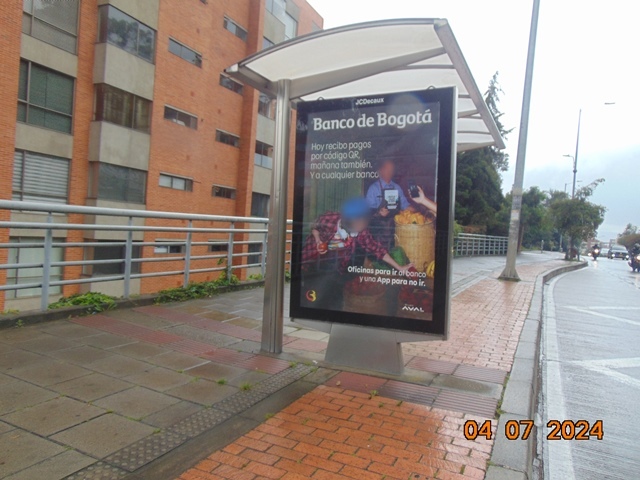 JCDecaux
Banco de Bogotá
Hoy recibo pagos
por código QR,
mañana también.
Y a cualquier banco
Oficinas para ir al banco
y una App para no ir.
AVAL
04 07 2024